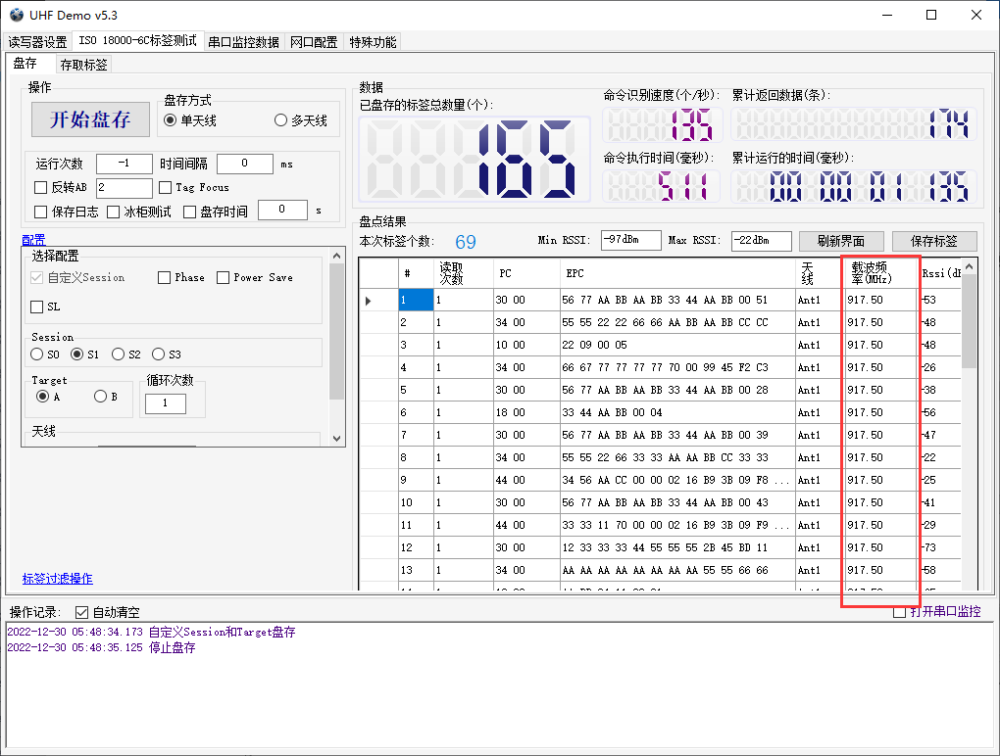 UHF Demo v5.3
读写器设置 ISO 18000-6C标签测试 串口监控数据 网口配置 特殊功能
盘存 存取标签
操作
开始盘存
盘存方式
单天线 多天线
运行次数 -1 时间间隔 0 ms
反转AB 2 Tag Focus
保存日志 冰柜测试 盘存时间 0 s
配置
选择配置
自定义Session Phase Power Save
SL
Session
S0 S1 S2 S3
Target
A B
循环次数
1
天线
标签过滤操作
数据
已盘存的标签总数量(个):
165
命令识别速度(个/秒):
135
累计返回数据(条):
174
命令执行时间(毫秒):
511
累计运行的时间(毫秒):
00 00 01 135
盘点结果
本次标签个数: 69 Min RSSI: -97dBm Max RSSI: -22dBm 刷新界面 保存标签
# 读取次数 PC EPC 天线 载波频率(MHz) Rssi(dB
1 1 30 00 56 77 AA BB AA BB 33 44 AA BB 00 51 Ant1 917.50 -53
2 1 34 00 55 55 22 22 66 66 AA BB AA BB CC CC Ant1 917.50 -48
3 1 10 00 22 09 00 05 Ant1 917.50 -48
4 1 34 00 66 67 77 77 77 77 70 00 99 45 F2 C3 Ant1 917.50 -26
5 1 30 00 56 77 AA BB AA BB 33 44 AA BB 00 28 Ant1 917.50 -38
6 1 18 00 33 44 AA BB 00 04 Ant1 917.50 -56
7 1 30 00 56 77 AA BB AA BB 33 44 AA BB 00 39 Ant1 917.50 -47
8 1 34 00 55 55 22 66 33 33 AA AA BB CC 33 33 Ant1 917.50 -22
9 1 44 00 34 56 AA CC 00 00 02 16 B9 3B 09 F8 ... Ant1 917.50 -25
10 1 30 00 56 77 AA BB AA BB 33 44 AA BB 00 43 Ant1 917.50 -41
11 1 44 00 33 33 11 70 00 00 02 16 B9 3B 09 F9 ... Ant1 917.50 -29
12 1 30 00 12 33 33 33 44 55 55 55 2B 45 BD 11 Ant1 917.50 -73
13 1 34 00 AA AA AA AA AA AA AA AA 55 55 66 66 Ant1 917.50 -58
操作记录: 自动清空 打开串口监控
2022-12-30 05:48:34.173 自定义Session和Target盘存
2022-12-30 05:48:35.125 停止盘存